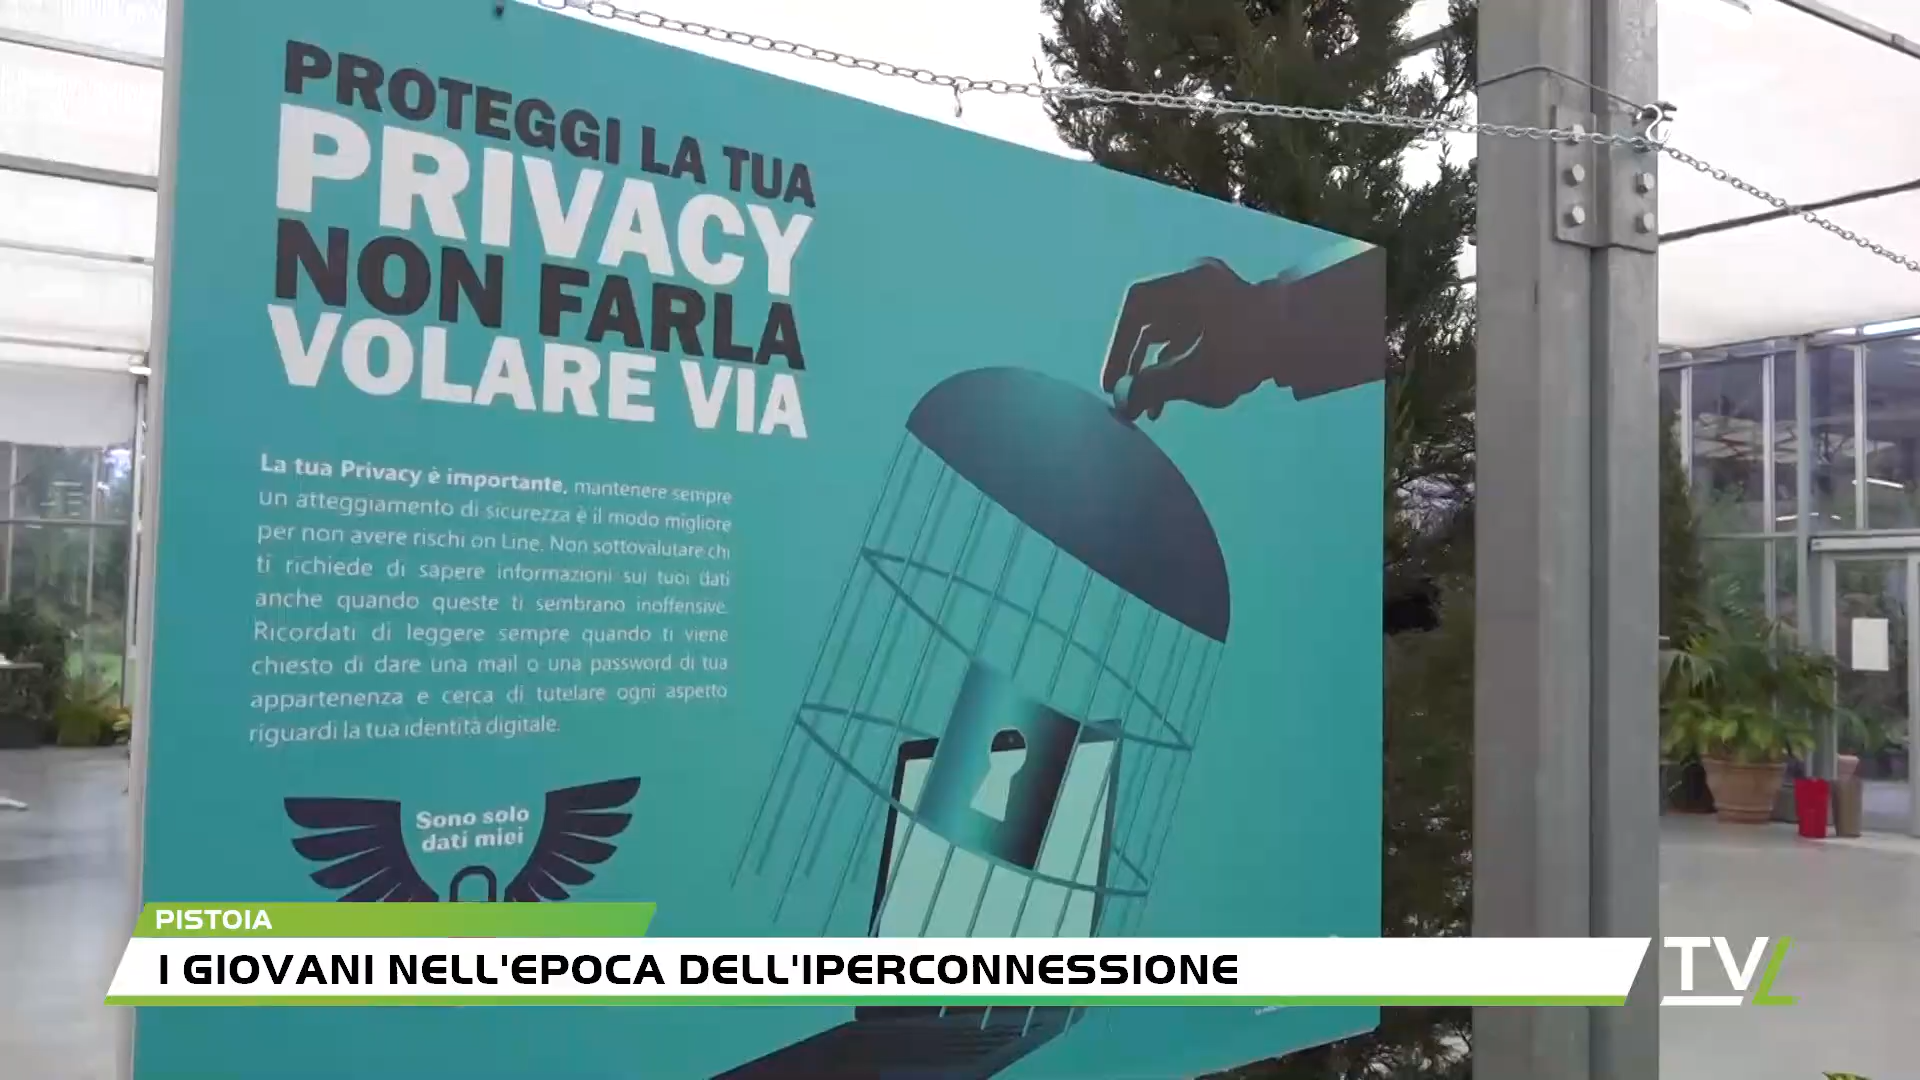 PROTEGGI LA TUA
PRIVACY
NON FARLA
VOLARE VIA
La tua Privacy è importante, mantenere sempre
un atteggiamento di sicurezza è il modo migliore
per non avere rischi on Line. Non sottovalutare chi
ti richiede di sapere informazioni sui tuoi dati
anche quando queste ti sembrano inoffensive.
Ricordati di leggere sempre quando ti viene
chiesto di dare una mail o una password di tua
appartenenza e cerca di tutelare ogni aspetto
riguardi la tua identità digitale.
Sono solo
dati miei
PISTOIA
I GIOVANI NELL'EPOCA DELL'IPERCONNESSIONE
TVL